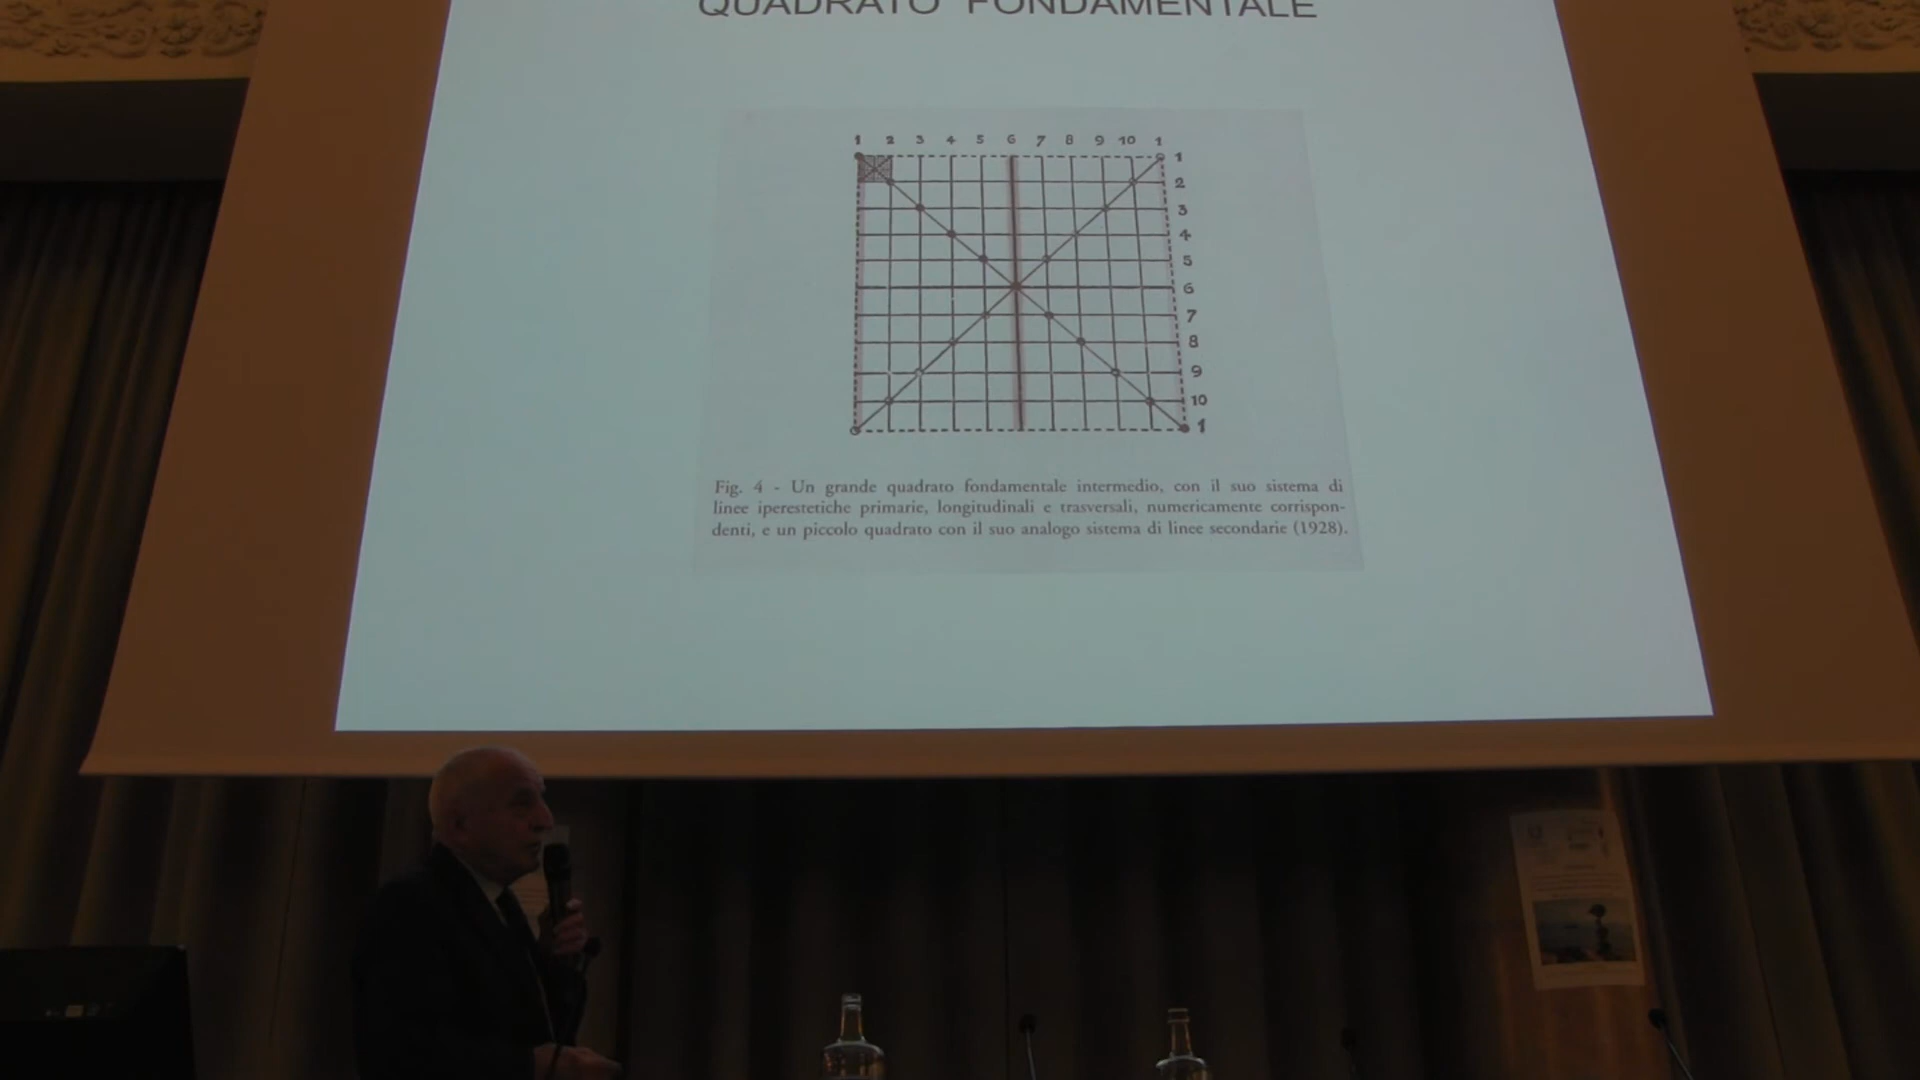 QUADRATO FONDAMENTALE
1 2 3 4 5 6 7 8 9 10 1
1
2
3
4
5
6
7
8
9
10
1
Fig. 4 - Un grande quadrato fondamentale intermedio, con il suo sistema di
linee iperestetiche primarie, longitudinali e trasversali, numericamente corrispon-
denti, e un piccolo quadrato con il suo analogo sistema di linee secondarie (1928).